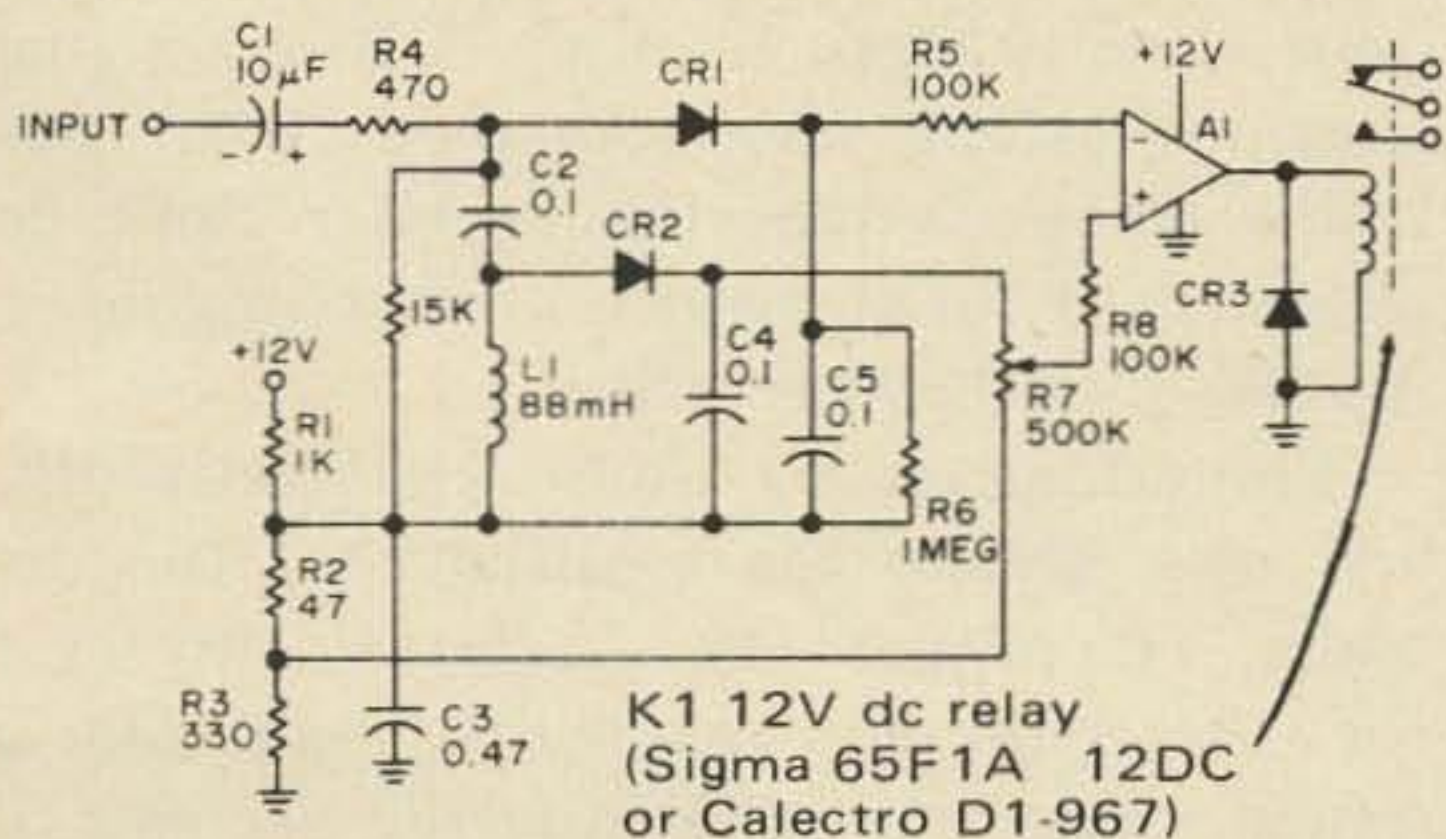 C1
10 µF
R4
470
CR1
R5
100K
+12V
A1
INPUT
-
+
C2
0.1
CR2
-
+
15K
+12V
R1
1K
L1
88mH
C4
0.1
C5
0.1
CR3
R8
100K
R7
500K
R6
1MEG
R2
47
R3
330
C3
0.47
K1 12V dc relay
(Sigma 65F1A 12DC
or Calectro D1-967)